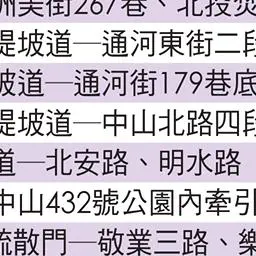 洲美街267巷、北投焚
堤坡道─通河東街二段
坡道─通河街179巷底
堤坡道─中山北路四段
道─北安路、明水路
中山432號公園內牽引
疏散門─敬業三路、樂